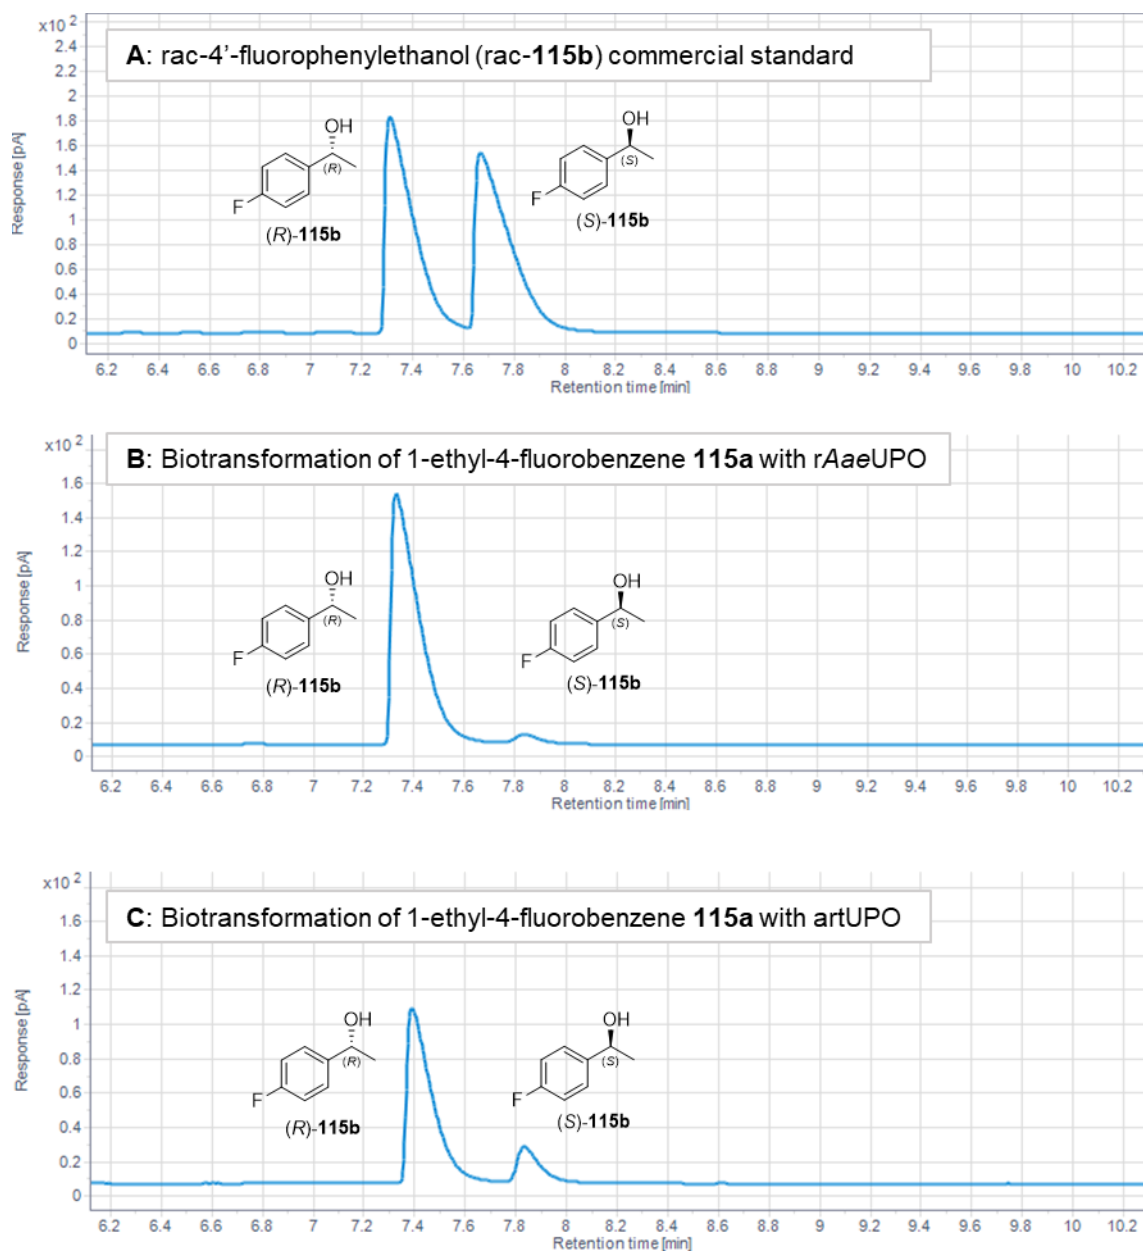 x10 2
A: rac-4’-fluorophenylethanol (rac-115b) commercial standard
2.4
2.2
2
1.8
1.6
1.4
1.2
1
0.8
0.6
0.4
0.2
0
Response [pA]
OH
(R)
F
(R)-115b
OH
(S)
F
(S)-115b
6.2 6.4 6.6 6.8 7 7.2 7.4 7.6 7.8 8 8.2 8.4 8.6 8.8 9 9.2 9.4 9.6 9.8 10 10.2
Retention time [min]
x10 2
B: Biotransformation of 1-ethyl-4-fluorobenzene 115a with rAaeUPO
1.6
1.4
1.2
1
0.8
0.6
0.4
0.2
0
Response [pA]
OH
(R)
F
(R)-115b
OH
(S)
F
(S)-115b
6.2 6.4 6.6 6.8 7 7.2 7.4 7.6 7.8 8 8.2 8.4 8.6 8.8 9 9.2 9.4 9.6 9.8 10 10.2
Retention time [min]
x10 2
C: Biotransformation of 1-ethyl-4-fluorobenzene 115a with artUPO
1.6
1.4
1.2
1
0.8
0.6
0.4
0.2
0
Response [pA]
OH
(R)
F
(R)-115b
OH
(S)
F
(S)-115b
6.2 6.4 6.6 6.8 7 7.2 7.4 7.6 7.8 8 8.2 8.4 8.6 8.8 9 9.2 9.4 9.6 9.8 10 10.2
Retention time [min]